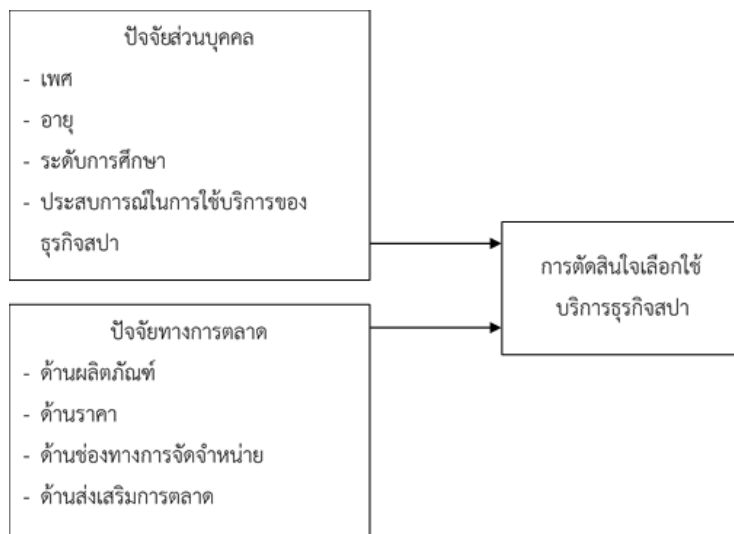 ปัจจัยส่วนบุคคล
- เพศ
- อายุ
- ระดับการศึกษา
- ประสบการณ์ในการใช้บริการของ
ธุรกิจสปา
การตัดสินใจเลือกใช้
บริการธุรกิจสปา
ปัจจัยทางการตลาด
- ด้านผลิตภัณฑ์
- ด้านราคา
- ด้านช่องทางการจัดจำหน่าย
- ด้านส่งเสริมการตลาด